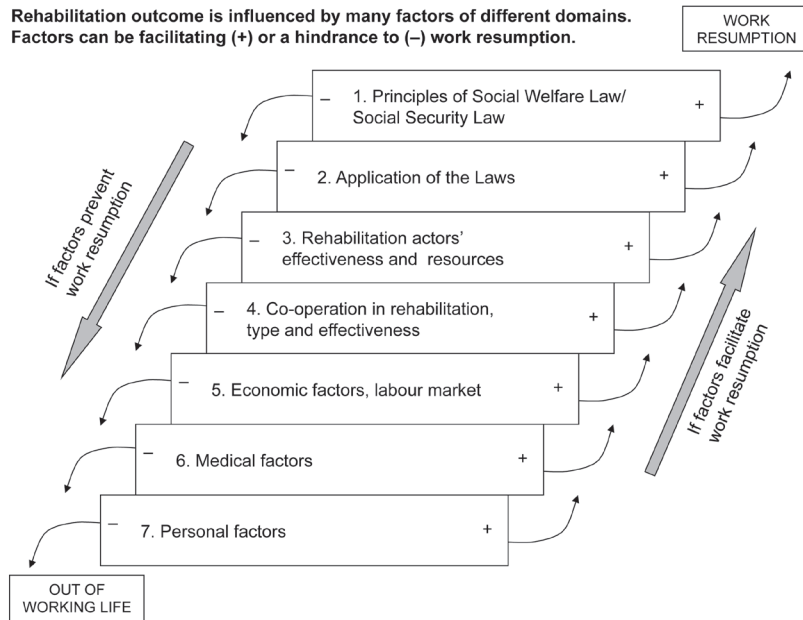 Rehabilitation outcome is influenced by many factors of different domains.
Factors can be facilitating (+) or a hindrance to (–) work resumption.
WORK
RESUMPTION
– 1. Principles of Social Welfare Law/ +
Social Security Law
– 2. Application of the Laws +
If factors prevent
work resumption
– 3. Rehabilitation actors’ +
effectiveness and resources
– 4. Co-operation in rehabilitation, +
type and effectiveness
If factors facilitate
work resumption
– 5. Economic factors, labour market +
– 6. Medical factors +
– 7. Personal factors +
OUT OF
WORKING LIFE